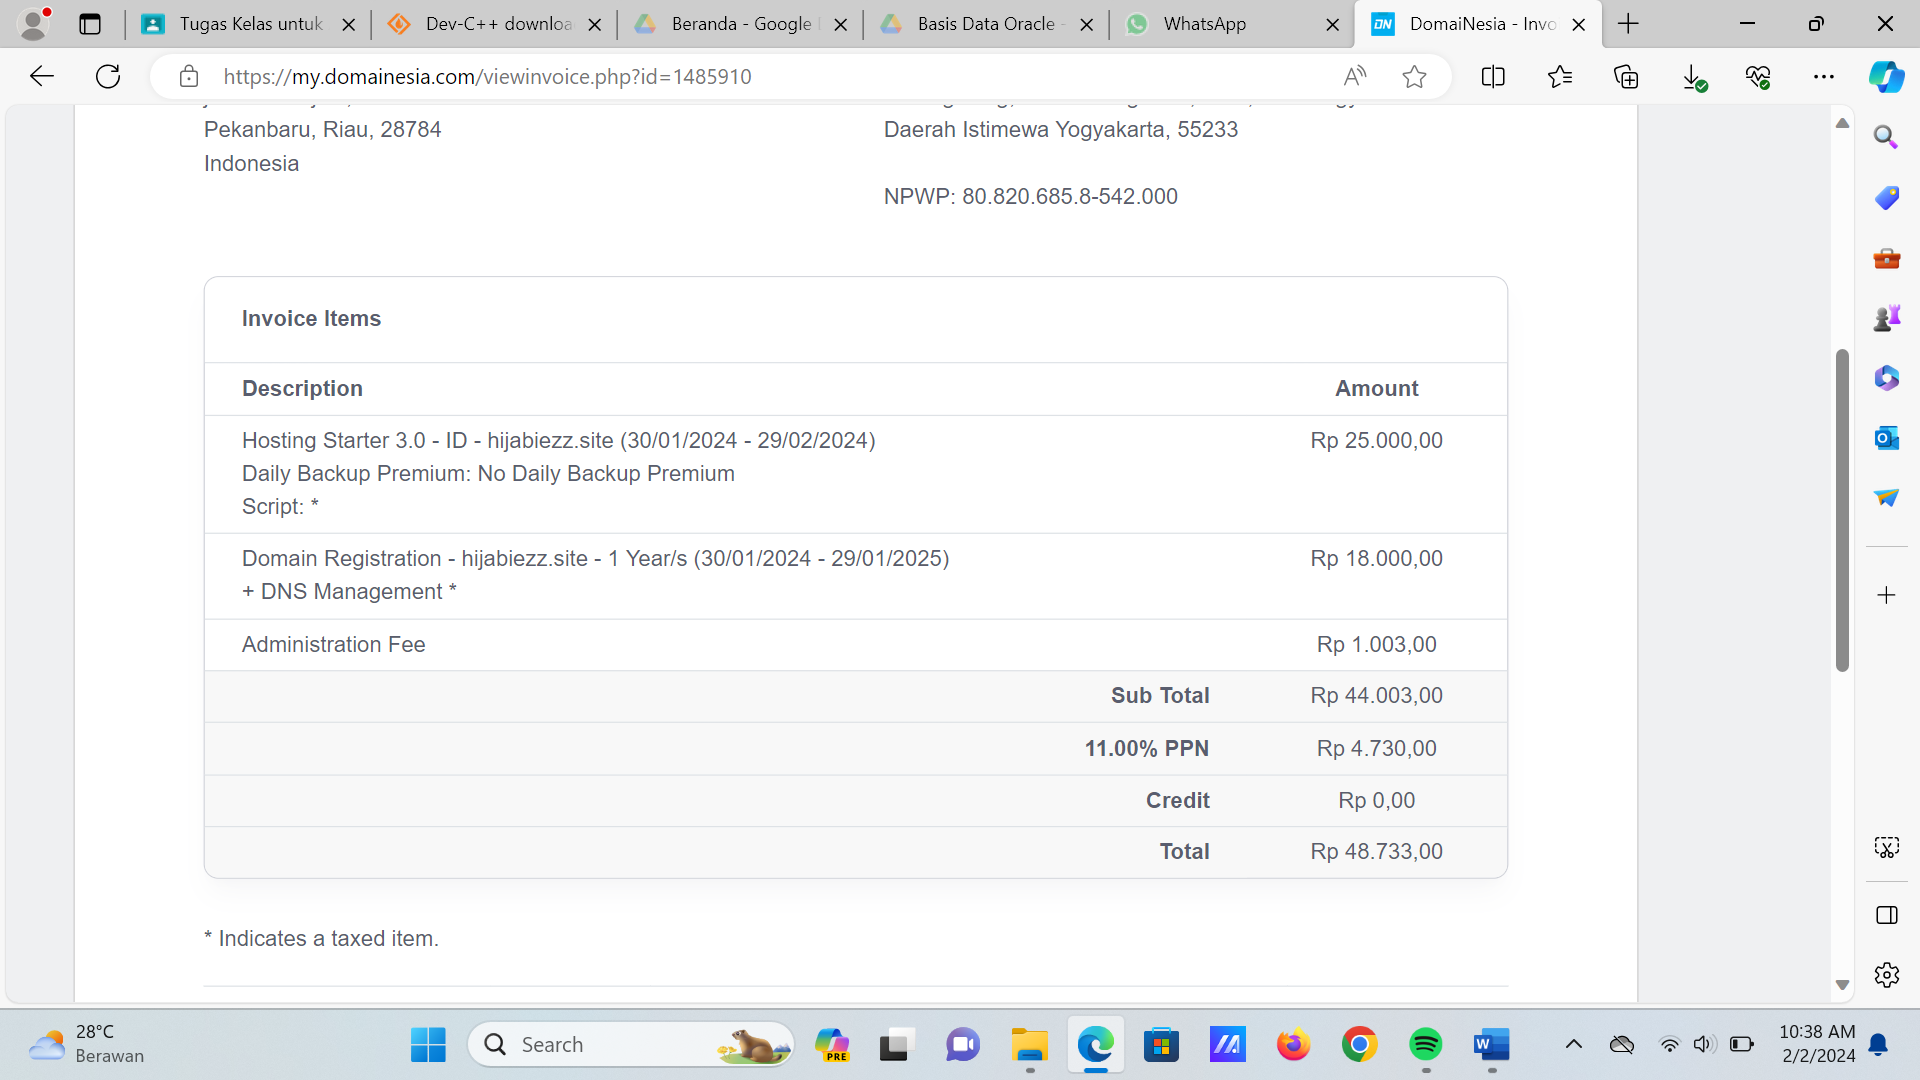 Tugas Kelas untuk
Dev-C++ downloa
Beranda - Google
Basis Data Oracle -
WhatsApp
DN
DomaiNesia - Invo
https://my.domainesia.com/viewinvoice.php?id=1485910
Pekanbaru, Riau, 28784
Indonesia
Daerah Istimewa Yogyakarta, 55233
NPWP: 80.820.685.8-542.000
Invoice Items
Description Amount
Hosting Starter 3.0 - ID - hijabiezz.site (30/01/2024 - 29/02/2024) Rp 25.000,00
Daily Backup Premium: No Daily Backup Premium
Script: *
Domain Registration - hijabiezz.site - 1 Year/s (30/01/2024 - 29/01/2025) Rp 18.000,00
+ DNS Management *
Administration Fee Rp 1.003,00
Sub Total Rp 44.003,00
11.00% PPN Rp 4.730,00
Credit Rp 0,00
Total Rp 48.733,00
* Indicates a taxed item.
28°C
Berawan
Search
PRE
10:38 AM
2/2/2024